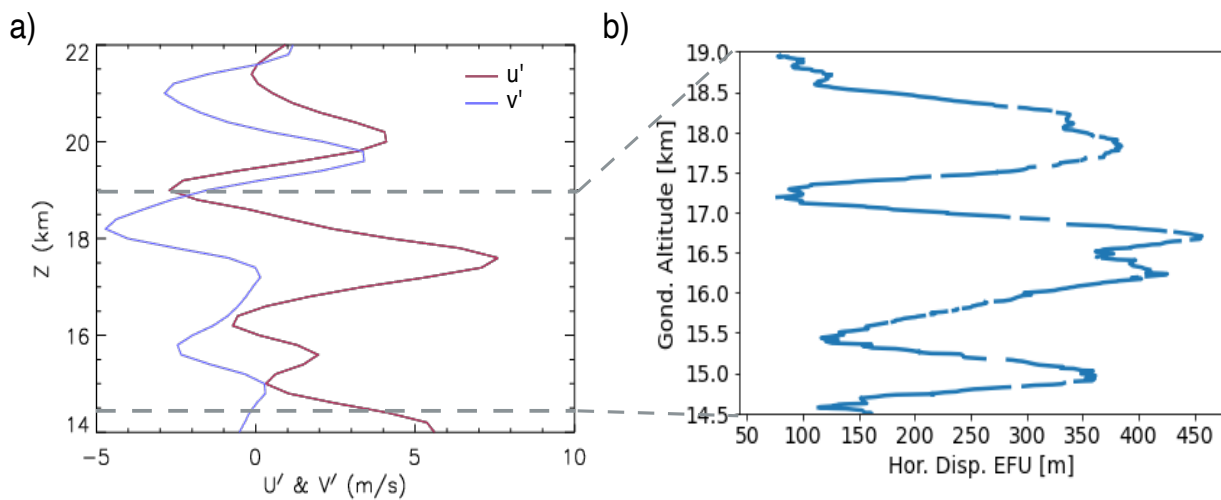 a)
22
20
18
16
14
Z (km)
-5
0
5
10
U' & V' (m/s)
u'
v'
b)
19.0
18.5
18.0
17.5
17.0
16.5
16.0
15.5
15.0
14.5
Gond. Altitude [km]
50 100 150 200 250 300 350 400 450
Hor. Disp. EFU [m]